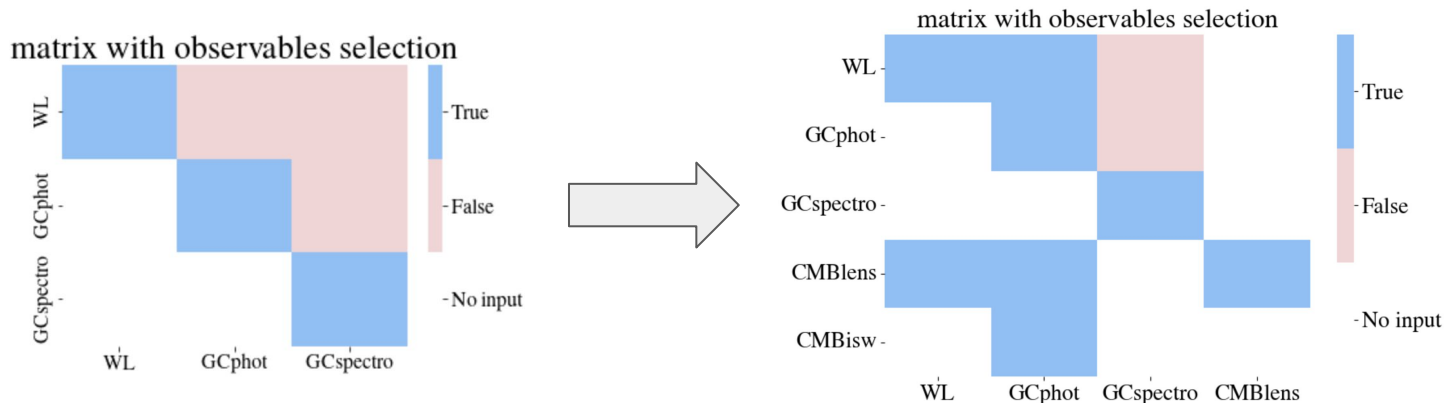 matrix with observables selection
WL
GCphot
GCspectro
WL
GCphot
GCspectro
True
False
No input
matrix with observables selection
WL
GCphot
GCspectro
CMBlens
CMBisw
WL
GCphot
GCspectro
CMBlens
True
False
No input